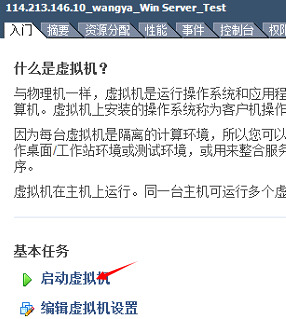 114.213.146.10_wangya_Win Server_Test
入门 摘要 资源分配 性能 事件 控制台 权限
什么是虚拟机?
与物理机一样，虚拟机是运行操作系统和应用程
算机。虚拟机上安装的操作系统称为客户机操作
因为每台虚拟机是隔离的计算环境，所以您可以
作桌面/工作站环境或测试环境，或用来整合服务
序。
虚拟机在主机上运行。同一台主机可运行多个虚
基本任务
启动虚拟机
编辑虚拟机设置